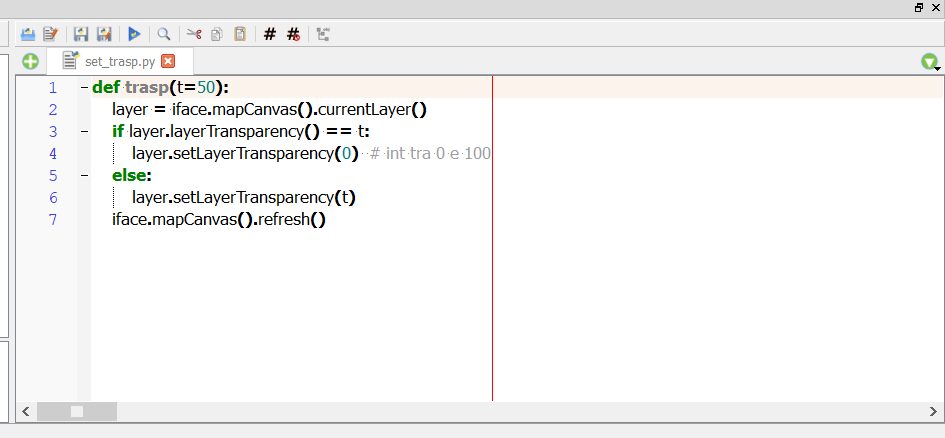 set_trasp.py
1 def trasp(t=50):
2 layer = iface.mapCanvas().currentLayer()
3 if layer.layerTransparency() == t:
4 layer.setLayerTransparency(0) # int tra 0 e 100
5 else:
6 layer.setLayerTransparency(t)
7 iface.mapCanvas().refresh()